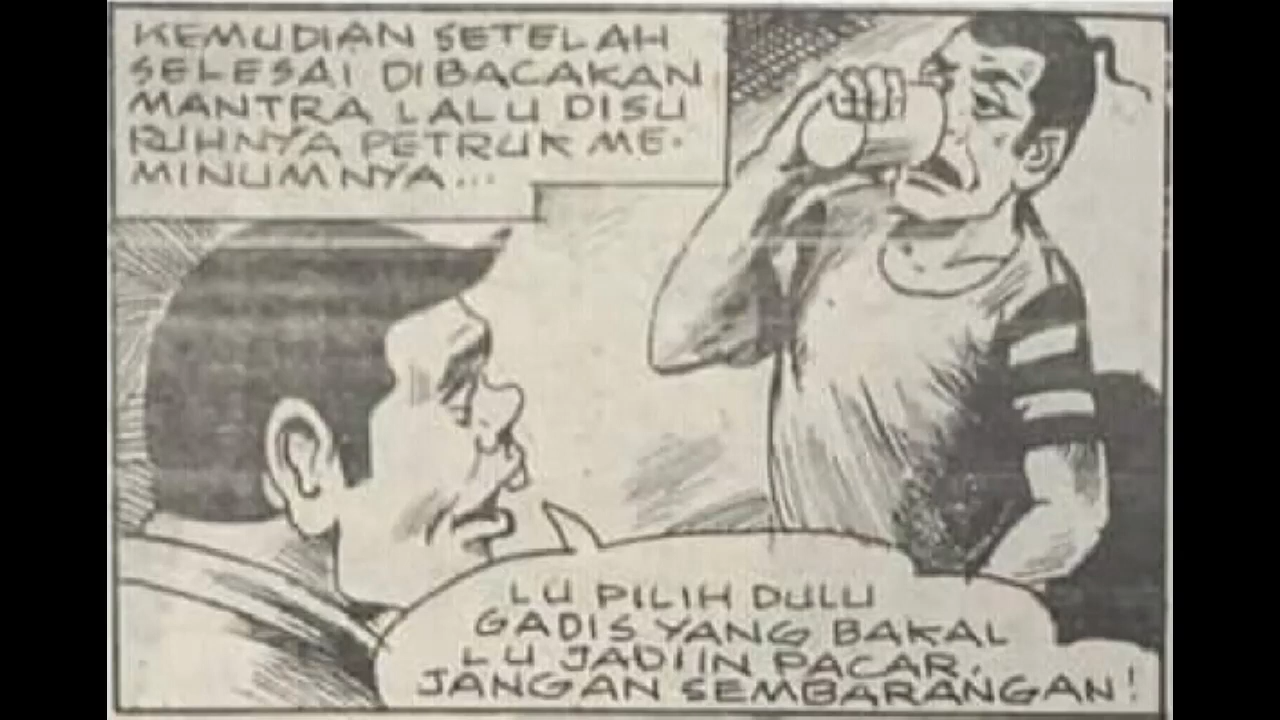 KEMUDIAN SETELAH
SELESAI DIBACAKAN
MANTRA LALU DISU
RUHNYA PETRUK ME-
MINUMNYA...
LU PILIH DULU
GADIS YANG BAKAL
LU JADIIN PACAR,
JANGAN SEMBARANGAN!